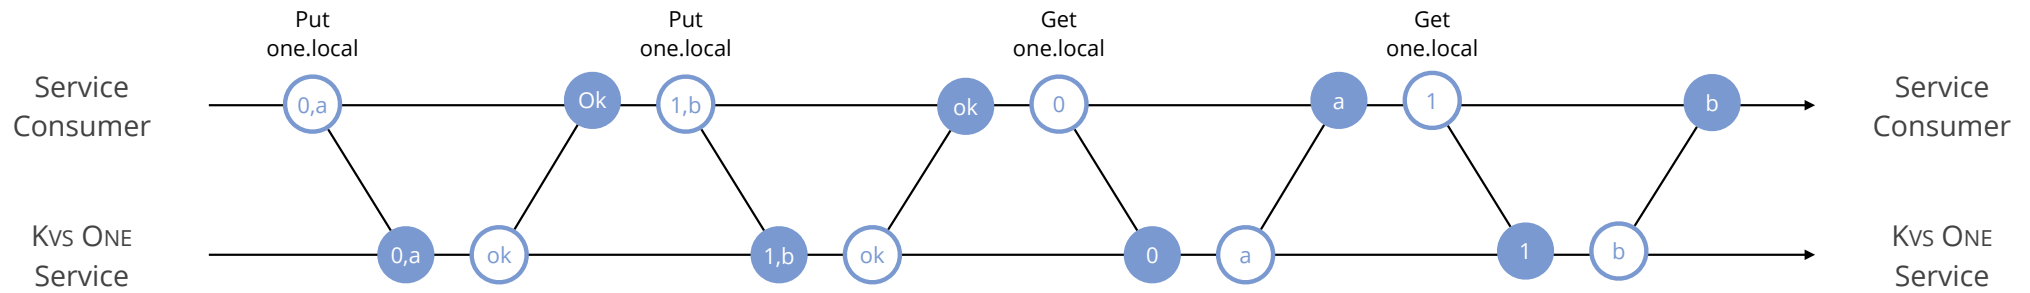 Put
one.local
Put
one.local
Get
one.local
Get
one.local
Service
Consumer
0,a
Ok
1,b
ok
0
a
1
b
Service
Consumer
KVS ONE
Service
0,a
ok
1,b
ok
0
a
1
b
KVS ONE
Service